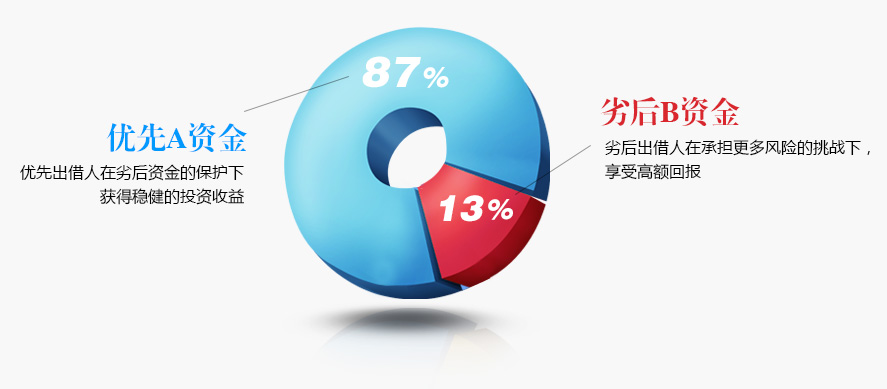 87%
优先A资金
优先出借人在劣后资金的保护下
获得稳健的投资收益
劣后B资金
劣后出借人在承担更多风险的挑战下，
享受高额回报
13%